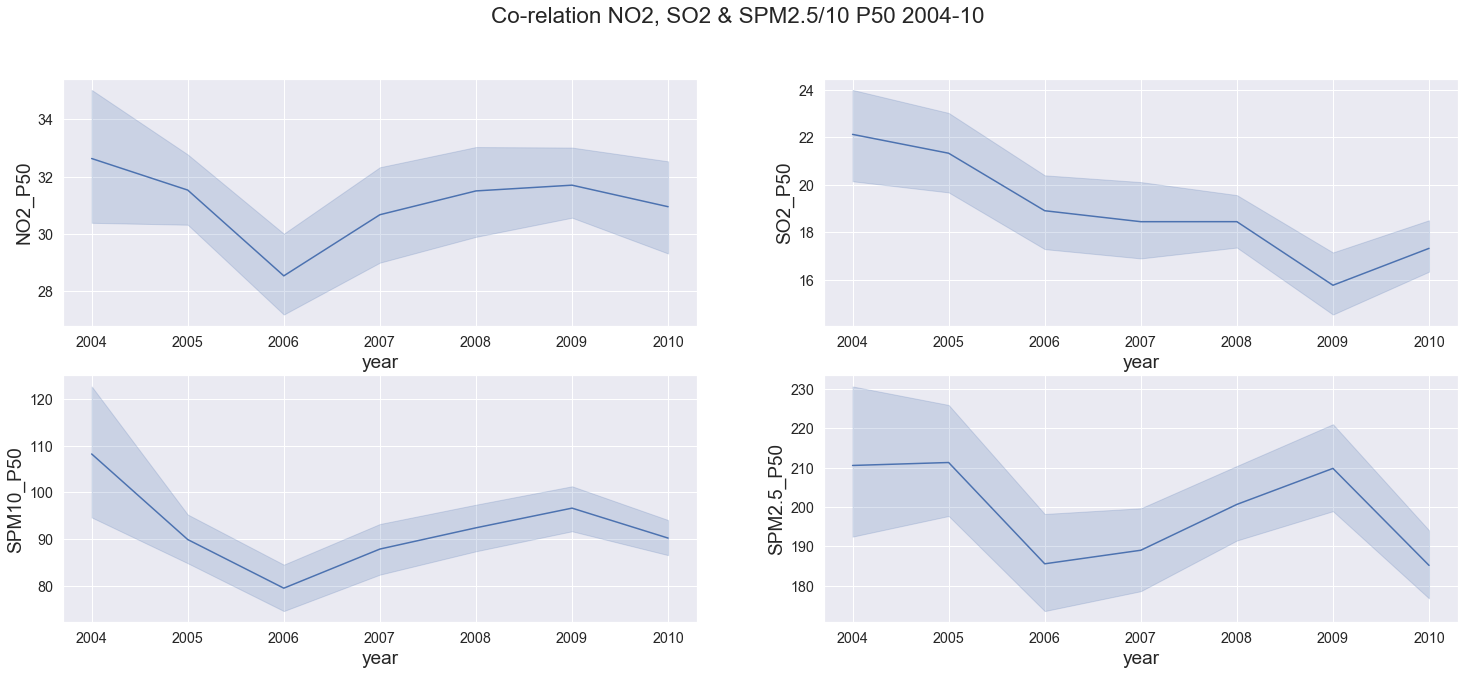 Co-relation NO2, SO2 & SPM2.5/10 P50 2004-10
NO2_P50
34
32
30
28
2004 2005 2006 2007 2008 2009 2010
year
SO2_P50
24
22
20
18
16
2004 2005 2006 2007 2008 2009 2010
year
SPM10_P50
120
110
100
90
80
2004 2005 2006 2007 2008 2009 2010
year
SPM2.5_P50
230
220
210
200
190
180
2004 2005 2006 2007 2008 2009 2010
year